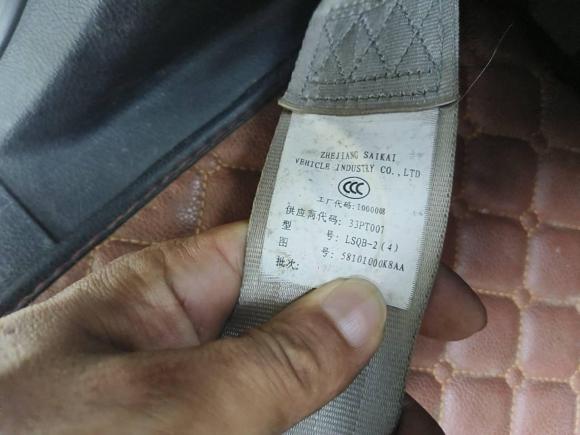 ZHEJIANG SAIKAI
VEHICLE INDUSTRY CO.,LTD
CCC
工厂代码:I000008
供应商代码: 33PT007
型 号: LSQB-2(4)
图 号: 58101000K8AA
批次: